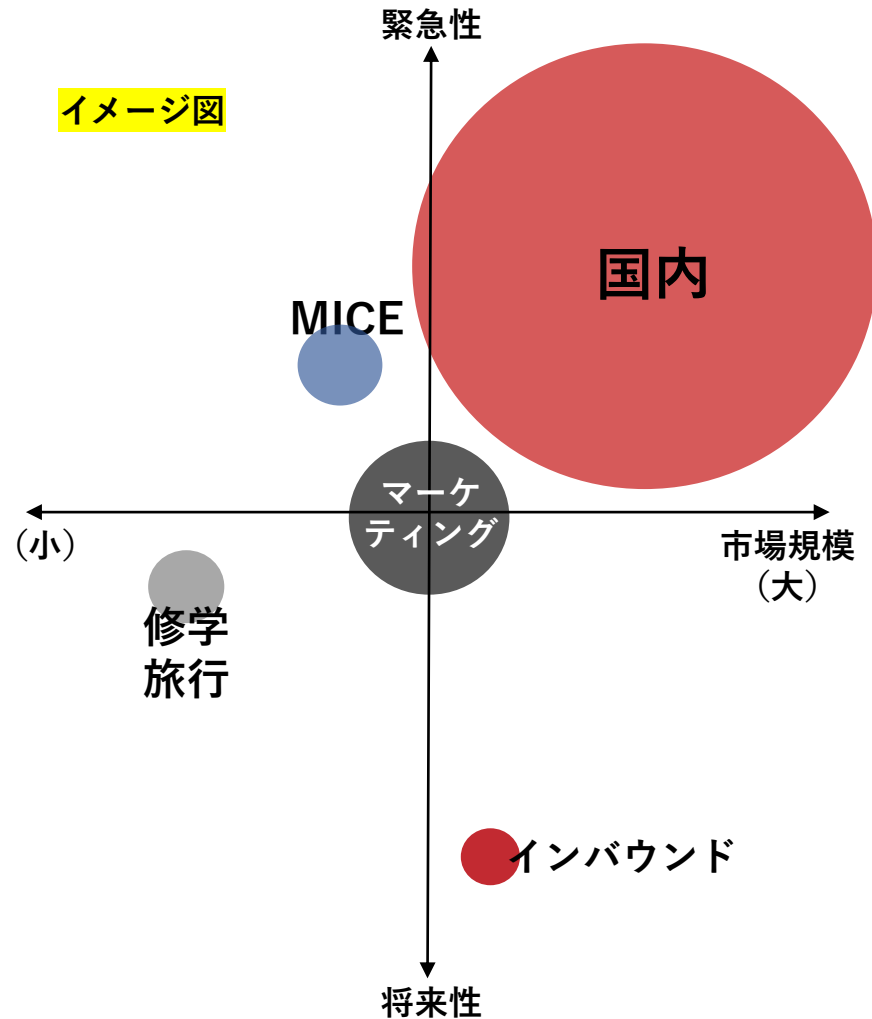 緊急性
イメージ図
国内
MICE
マーケ
ティング
（小）
市場規模
（大）
修学
旅行
インバウンド
将来性